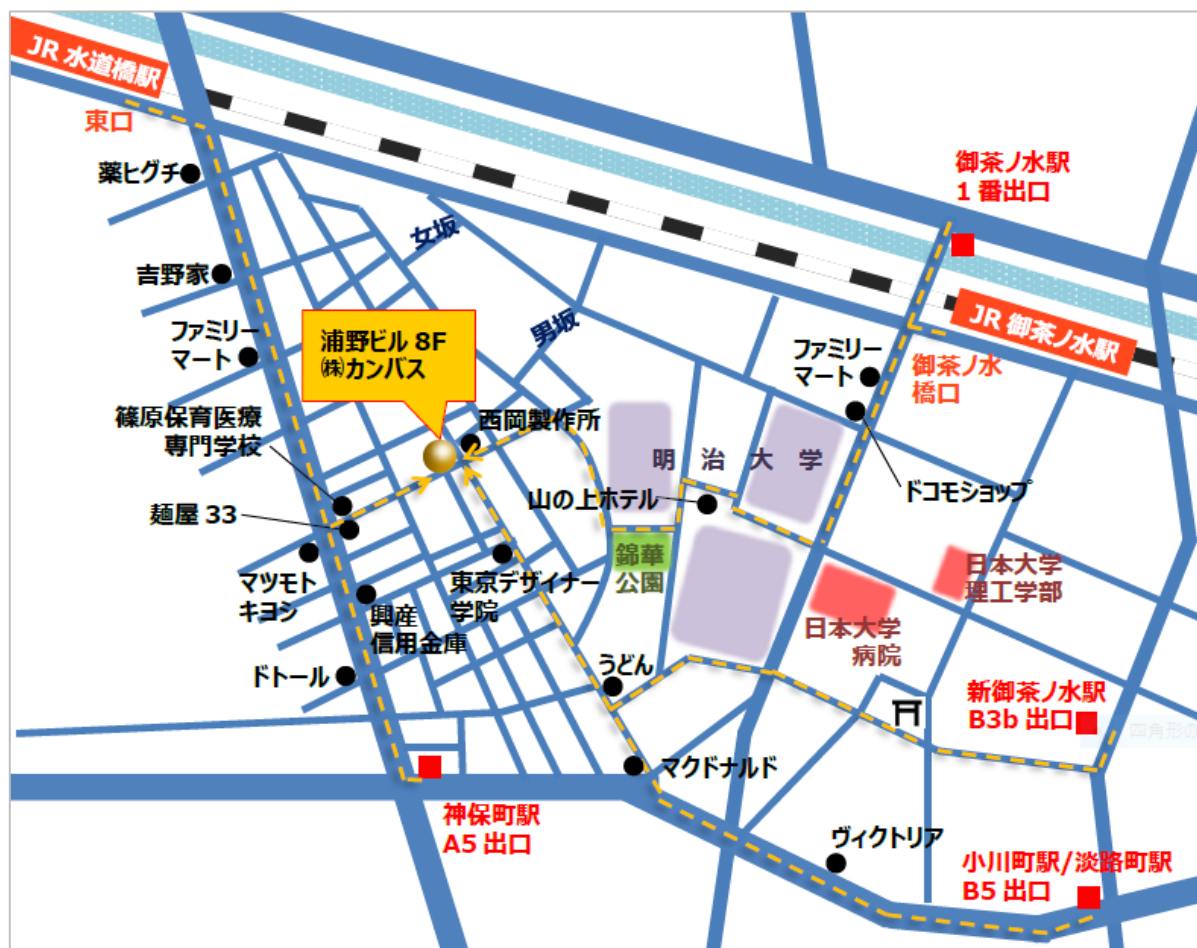 JR 水道橋駅
東口
薬ヒグチ
吉野家
ファミリー
マート
篠原保育医療
専門学校
麺屋 33
マツモト
キヨシ
興産
信用金庫
ドトール
神保町駅
A5 出口
女坂
男坂
浦野ビル 8F
㈱カンバス
西岡製作所
東京デザイナー
学院
うどん
マクドナルド
ヴィクトリア
錦華
公園
山の上ホテル
明 治 大 学
ファミリー
マート
ドコモショップ
御茶ノ水駅
1 番出口
JR 御茶ノ水駅
御茶ノ水
橋口
日本大学
理工学部
日本大学
病院
新御茶ノ水駅
B3b 出口
四角形の
小川町駅/淡路町駅
B5 出口